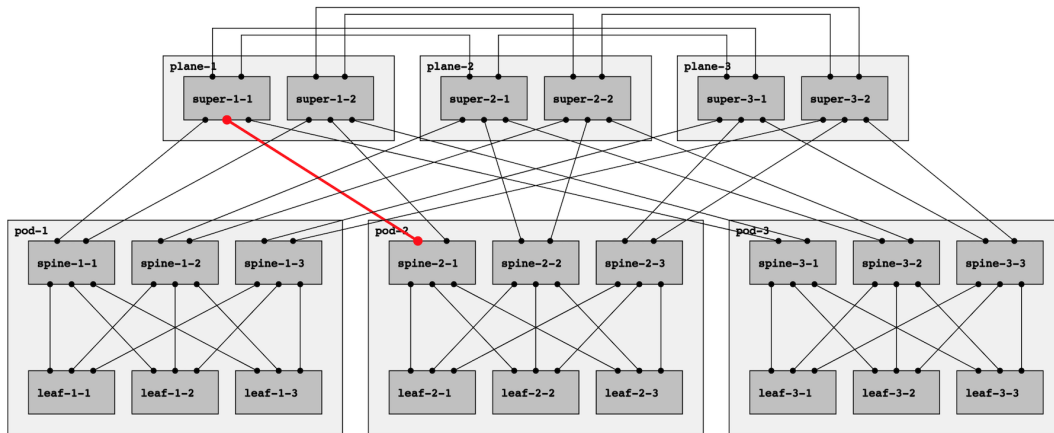 plane-1
plane-2
plane-3
super-1-1
super-1-2
super-2-1
super-2-2
super-3-1
super-3-2
pod-1
pod-2
pod-3
spine-1-1
spine-1-2
spine-1-3
spine-2-1
spine-2-2
spine-2-3
spine-3-1
spine-3-2
spine-3-3
leaf-1-1
leaf-1-2
leaf-1-3
leaf-2-1
leaf-2-2
leaf-2-3
leaf-3-1
leaf-3-2
leaf-3-3